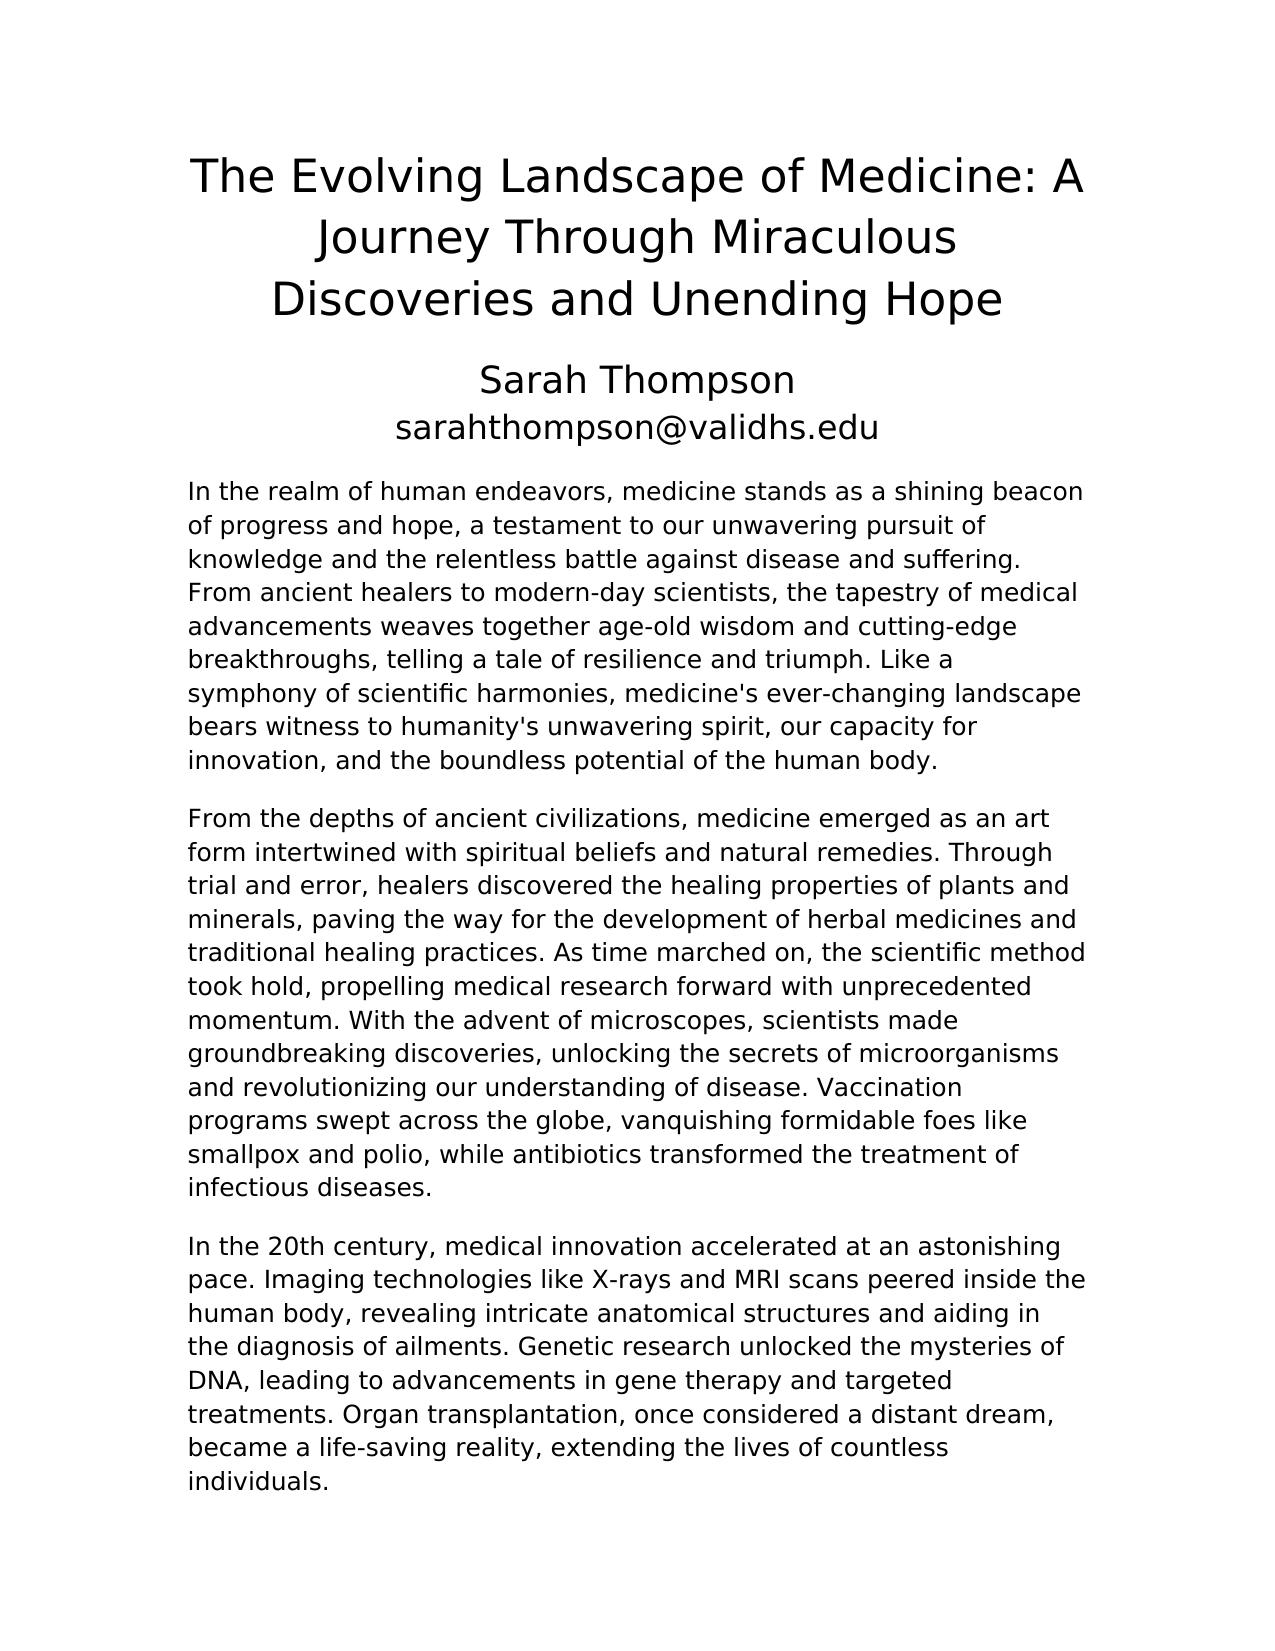 The Evolving Landscape of Medicine: A
Journey Through Miraculous
Discoveries and Unending Hope
Sarah Thompson
sarahthompson@validhs.edu
In the realm of human endeavors, medicine stands as a shining beacon
of progress and hope, a testament to our unwavering pursuit of
knowledge and the relentless battle against disease and suffering.
From ancient healers to modern-day scientists, the tapestry of medical
advancements weaves together age-old wisdom and cutting-edge
breakthroughs, telling a tale of resilience and triumph. Like a
symphony of scientific harmonies, medicine's ever-changing landscape
bears witness to humanity's unwavering spirit, our capacity for
innovation, and the boundless potential of the human body.
From the depths of ancient civilizations, medicine emerged as an art
form intertwined with spiritual beliefs and natural remedies. Through
trial and error, healers discovered the healing properties of plants and
minerals, paving the way for the development of herbal medicines and
traditional healing practices. As time marched on, the scientific method
took hold, propelling medical research forward with unprecedented
momentum. With the advent of microscopes, scientists made
groundbreaking discoveries, unlocking the secrets of microorganisms
and revolutionizing our understanding of disease. Vaccination
programs swept across the globe, vanquishing formidable foes like
smallpox and polio, while antibiotics transformed the treatment of
infectious diseases.
In the 20th century, medical innovation accelerated at an astonishing
pace. Imaging technologies like X-rays and MRI scans peered inside the
human body, revealing intricate anatomical structures and aiding in
the diagnosis of ailments. Genetic research unlocked the mysteries of
DNA, leading to advancements in gene therapy and targeted
treatments. Organ transplantation, once considered a distant dream,
became a life-saving reality, extending the lives of countless
individuals.